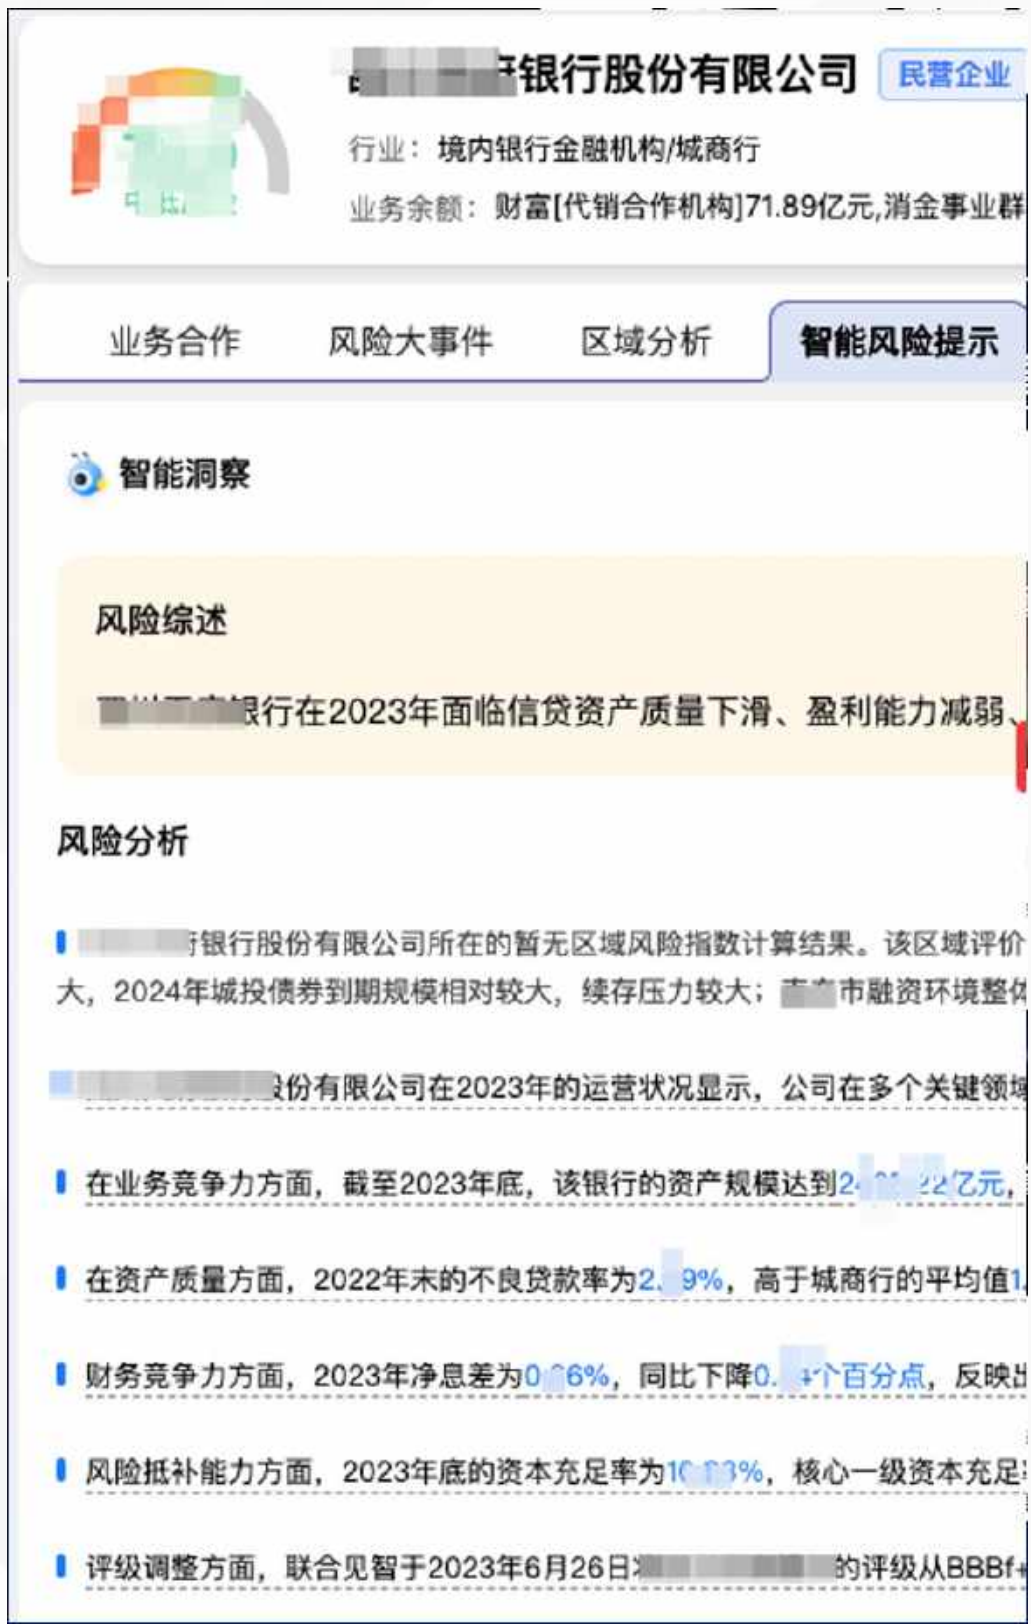 银行股份有限公司 民营企业
行业： 境内银行金融机构/城商行
业务余额： 财富[代销合作机构]71.89亿元,消金事业群
业务合作 风险大事件 区域分析 智能风险提示
智能洞察
风险综述
银行在2023年面临信贷资产质量下滑、盈利能力减弱、
风险分析
银行股份有限公司所在的暂无区域风险指数计算结果。该区域评价
大，2024年城投债券到期规模相对较大，续存压力较大；市融资环境整体
份有限公司在2023年的运营状况显示，公司在多个关键领域
在业务竞争力方面，截至2023年底，该银行的资产规模达到亿元，
在资产质量方面，2022年末的不良贷款率为，高于城商行的平均值1.
财务竞争力方面，2023年净息差为，同比下降个百分点，反映出
风险抵补能力方面，2023年底的资本充足率为，核心一级资本充足率
评级调整方面，联合见智于2023年6月26日将的评级从BBBf+